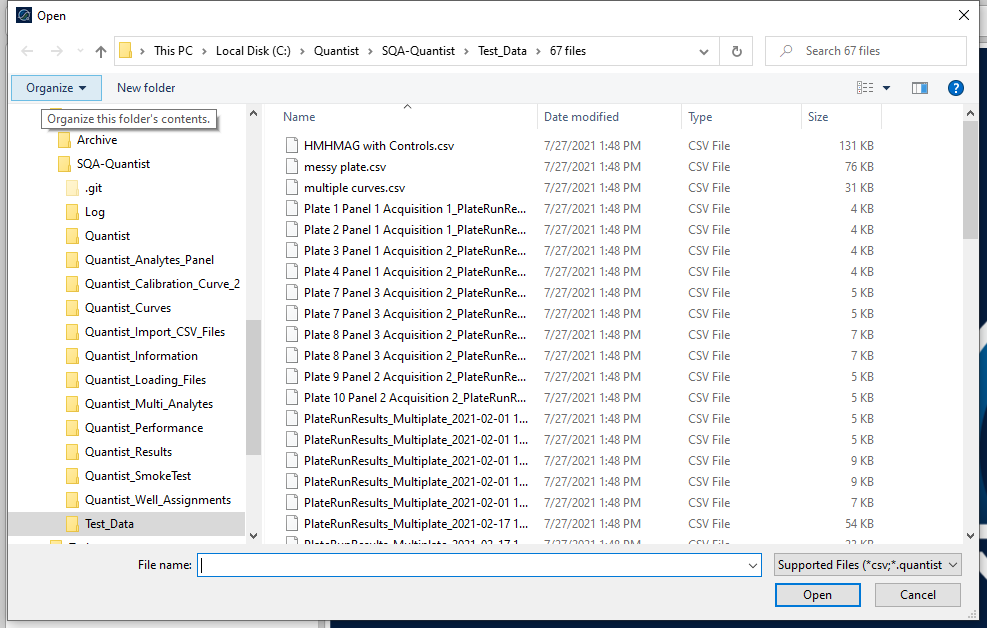 Open
This PC > Local Disk (C:) > Quantist > SQA-Quantist > Test_Data > 67 files
Search 67 files
Organize New folder
Organize this folder's contents.
Archive
SQA-Quantist
.git
Log
Quantist
Quantist_Analytes_Panel
Quantist_Calibration_Curve_2
Quantist_Curves
Quantist_Import_CSV_Files
Quantist_Information
Quantist_Loading_Files
Quantist_Multi_Analytes
Quantist_Performance
Quantist_Results
Quantist_SmokeTest
Quantist_Well_Assignments
Test_Data
Name Date modified Type Size
HMHMAG with Controls.csv 7/27/2021 1:48 PM CSV File 131 KB
messy plate.csv 7/27/2021 1:48 PM CSV File 76 KB
multiple curves.csv 7/27/2021 1:48 PM CSV File 31 KB
Plate 1 Panel 1 Acquisition 1_PlateRunRe... 7/27/2021 1:48 PM CSV File 4 KB
Plate 2 Panel 1 Acquisition 1_PlateRunRe... 7/27/2021 1:48 PM CSV File 4 KB
Plate 3 Panel 1 Acquisition 2_PlateRunRe... 7/27/2021 1:48 PM CSV File 4 KB
Plate 4 Panel 1 Acquisition 2_PlateRunRe... 7/27/2021 1:48 PM CSV File 4 KB
Plate 7 Panel 3 Acquisition 2_PlateRunRe... 7/27/2021 1:48 PM CSV File 5 KB
Plate 7 Panel 3 Acquisition 2_PlateRunRe... 7/27/2021 1:48 PM CSV File 5 KB
Plate 8 Panel 3 Acquisition 2_PlateRunRe... 7/27/2021 1:48 PM CSV File 7 KB
Plate 8 Panel 3 Acquisition 2_PlateRunRe... 7/27/2021 1:48 PM CSV File 7 KB
Plate 9 Panel 2 Acquisition 2_PlateRunRe... 7/27/2021 1:48 PM CSV File 5 KB
Plate 10 Panel 2 Acquisition 2_PlateRunR... 7/27/2021 1:48 PM CSV File 5 KB
PlateRunResults_Multiplate_2021-02-01 1... 7/27/2021 1:48 PM CSV File 5 KB
PlateRunResults_Multiplate_2021-02-01 1... 7/27/2021 1:48 PM CSV File 5 KB
PlateRunResults_Multiplate_2021-02-01 1... 7/27/2021 1:48 PM CSV File 9 KB
PlateRunResults_Multiplate_2021-02-01 1... 7/27/2021 1:48 PM CSV File 9 KB
PlateRunResults_Multiplate_2021-02-01 1... 7/27/2021 1:48 PM CSV File 7 KB
PlateRunResults_Multiplate_2021-02-17 1... 7/27/2021 1:48 PM CSV File 54 KB
File name: Supported Files (*csv;*.quantist
Open Cancel